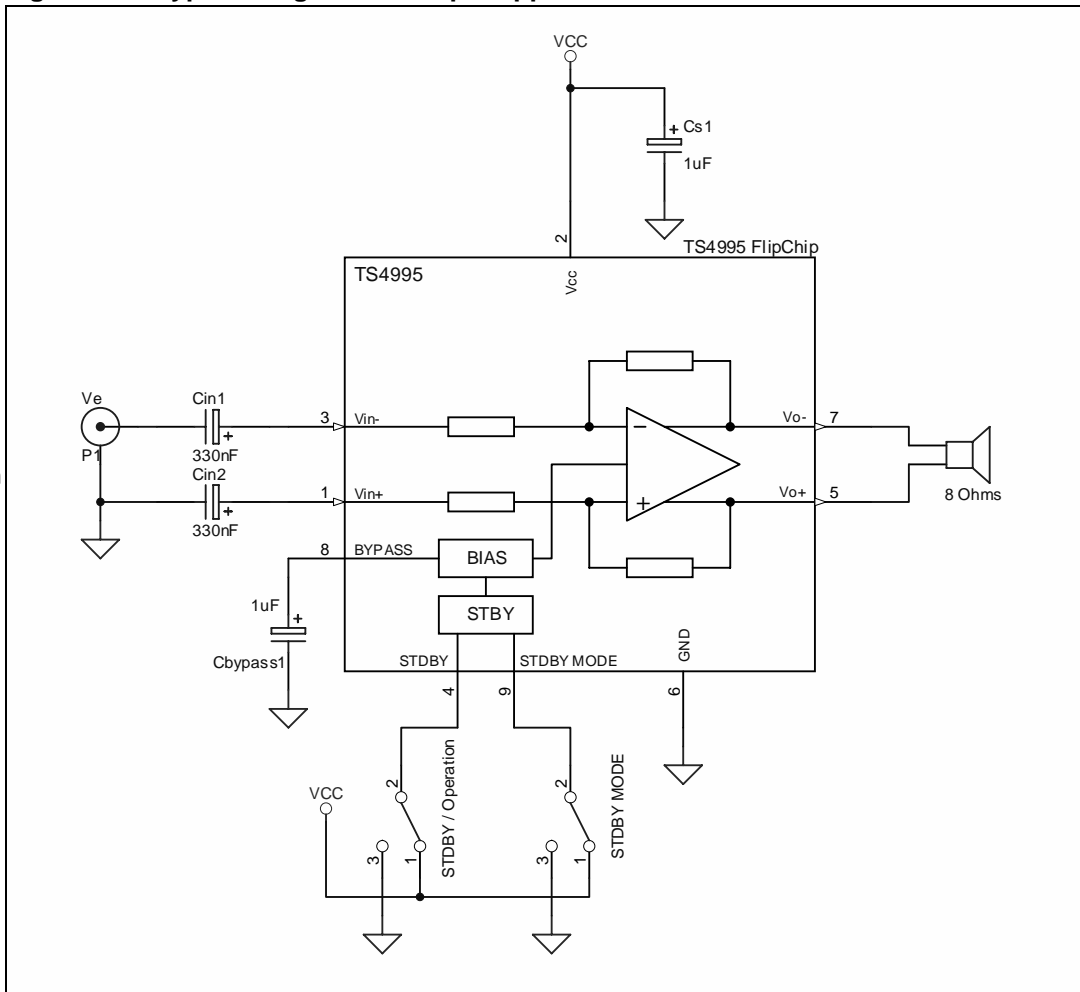 VCC
Cs1
+
1uF
2
TS4995 FlipChip
TS4995
Vcc
Ve
Cin1
3
Vin-
Vo-
7
+
P1
330nF
−
Cin2
1
Vin+
Vo+
5
+
+
8 Ohms
330nF
8
BYPASS
BIAS
1uF
+
STBY
Cbypass1
STDBY
STDBY MODE
GND
4
9
6
VCC
2
STDBY / Operation
2
STDBY MODE
3
1
3
1